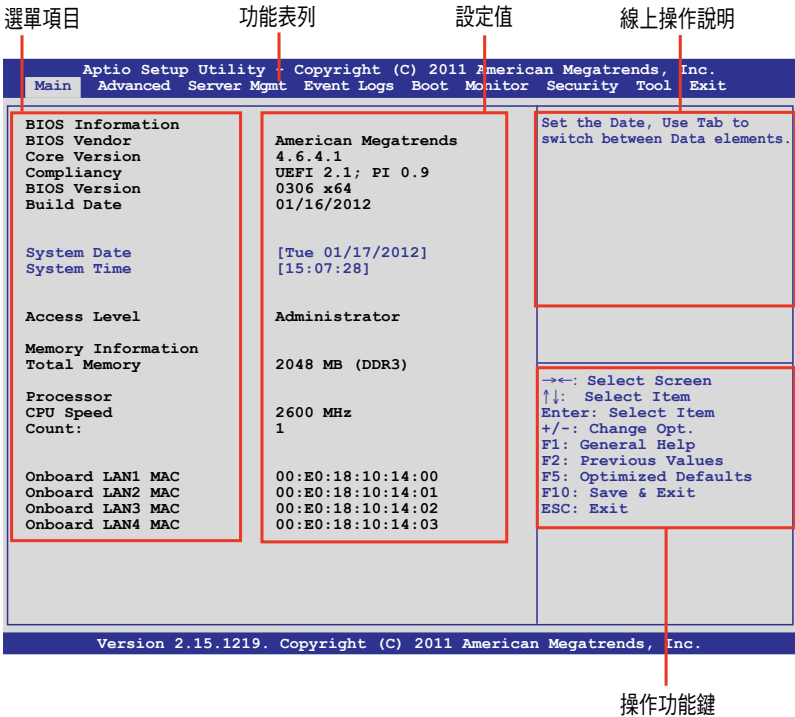 選單項目 功能表列 設定值 線上操作說明
Aptio Setup Utility - Copyright (C) 2011 American Megatrends, Inc.
Main Advanced Server Mgmt Event Logs Boot Monitor Security Tool Exit
BIOS Information
BIOS Vendor American Megatrends
Core Version 4.6.4.1
Compliancy UEFI 2.1; PI 0.9
BIOS Version 0306 x64
Build Date 01/16/2012
System Date [Tue 01/17/2012]
System Time [15:07:28]
Access Level Administrator
Memory Information
Total Memory 2048 MB (DDR3)
Processor
CPU Speed 2600 MHz
Count: 1
Onboard LAN1 MAC 00:E0:18:10:14:00
Onboard LAN2 MAC 00:E0:18:10:14:01
Onboard LAN3 MAC 00:E0:18:10:14:02
Onboard LAN4 MAC 00:E0:18:10:14:03
Set the Date, Use Tab to
switch between Data elements.
→←: Select Screen
↑↓: Select Item
Enter: Select Item
+/-: Change Opt.
F1: General Help
F2: Previous Values
F5: Optimized Defaults
F10: Save & Exit
ESC: Exit
Version 2.15.1219. Copyright (C) 2011 American Megatrends, Inc.
操作功能鍵